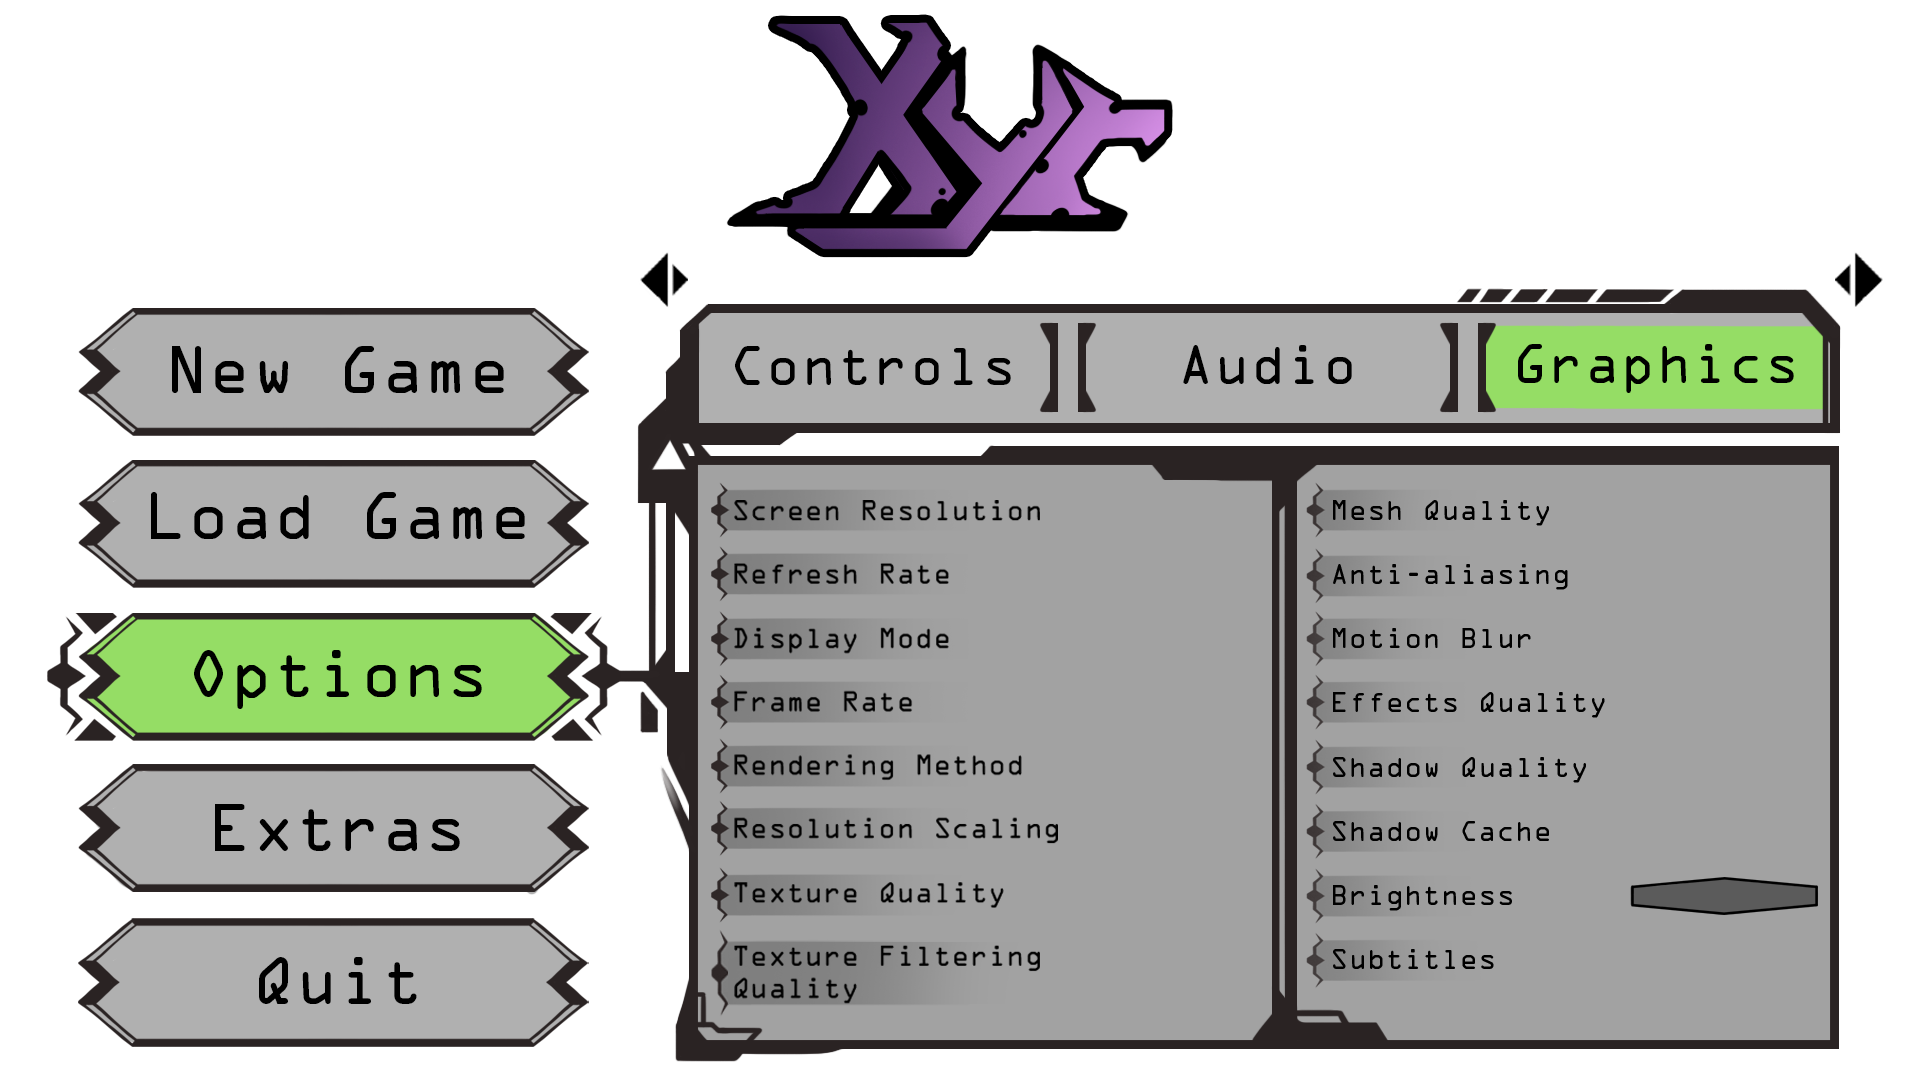 Xyr
New Game
Load Game
Options
Extras
Quit
Controls
Audio
Graphics
Screen Resolution
Refresh Rate
Display Mode
Frame Rate
Rendering Method
Resolution Scaling
Texture Quality
Texture Filtering
Quality
Mesh Quality
Anti-aliasing
Motion Blur
Effects Quality
Shadow Quality
Shadow Cache
Brightness
Subtitles